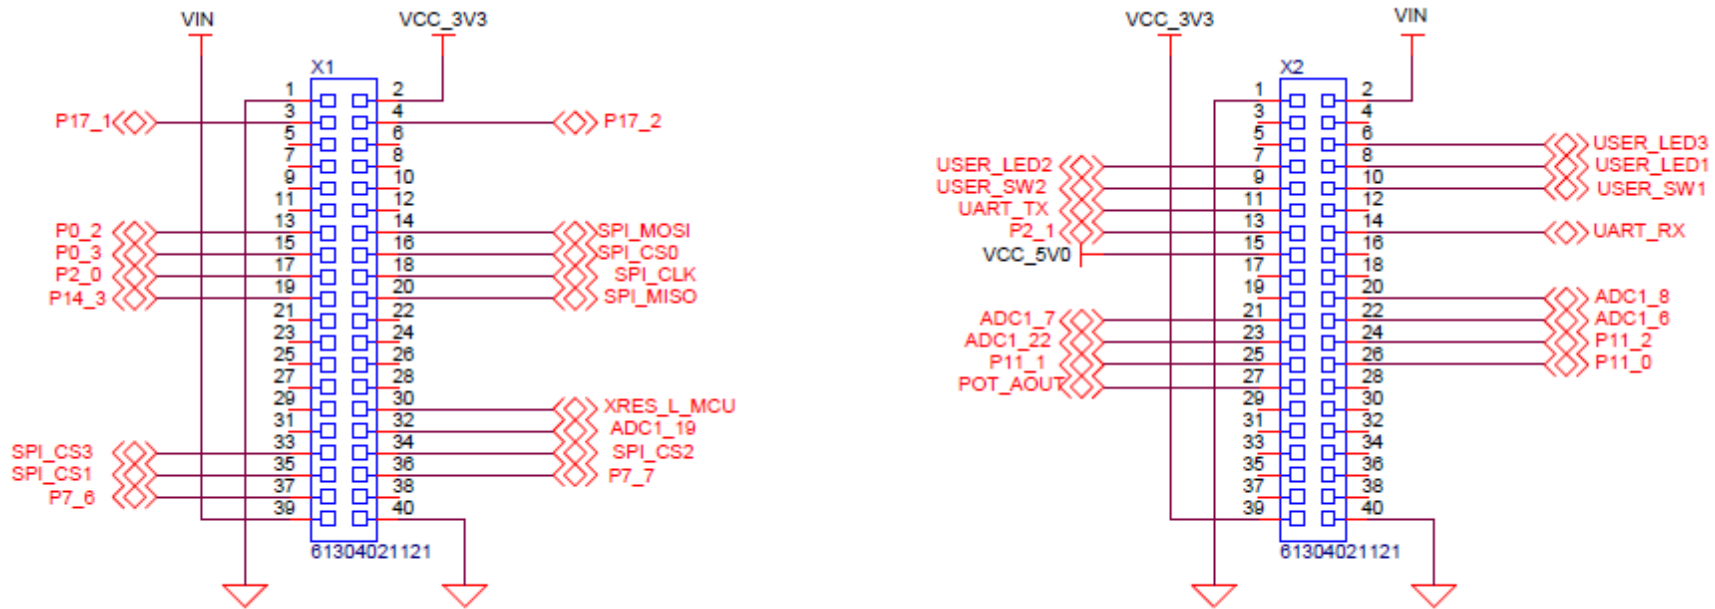 VIN VCC_3V3 VCC_3V3 VIN
X1 X2
1 2 1 2
P17_1 3 4 P17_2 3 4
5 6 5 6 USER_LED3
7 8 USER_LED2 7 8 USER_LED1
9 10 USER_SW2 9 10 USER_SW1
11 12 UART_TX 11 12
P0_2 13 14 SPI_MOSI P2_1 13 14 UART_RX
P0_3 15 16 SPI_CS0 VCC_5V0 15 16
P2_0 17 18 SPI_CLK 17 18
P14_3 19 20 SPI_MISO 19 20 ADC1_8
21 22 ADC1_7 21 22 ADC1_6
23 24 ADC1_22 23 24 P11_2
25 26 P11_1 25 26 P11_0
27 28 POT_AOUT 27 28
29 30 XRES_L_MCU 29 30
31 32 ADC1_19 31 32
SPI_CS3 33 34 SPI_CS2 33 34
SPI_CS1 35 36 P7_7 35 36
P7_6 37 38 37 38
39 40 39 40
61304021121 61304021121